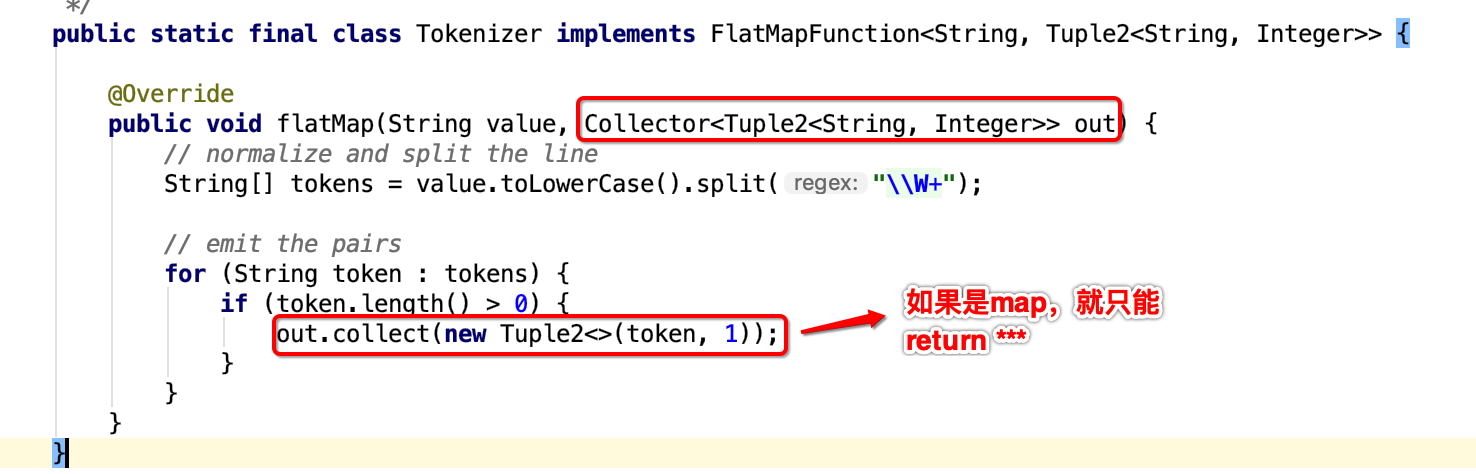 */
public static final class Tokenizer implements FlatMapFunction<String, Tuple2<String, Integer>> {
@Override
public void flatMap(String value, Collector<Tuple2<String, Integer>> out) {
// normalize and split the line
String[] tokens = value.toLowerCase().split( regex: "\\W+");
// emit the pairs
for (String token : tokens) {
if (token.length() > 0) {
out.collect(new Tuple2<>(token, 1));
如果是map，就只能
return ***
}
}
}
}